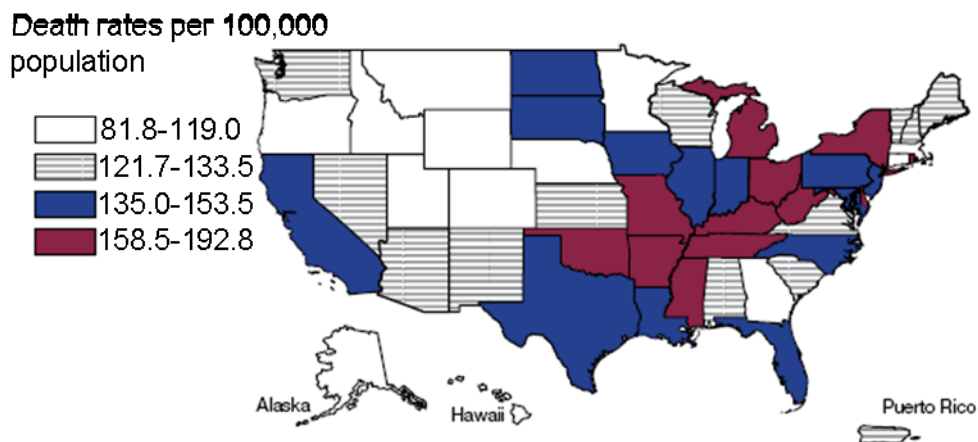 Death rates per 100,000
population
81.8-119.0
121.7-133.5
135.0-153.5
158.5-192.8
Alaska
Hawaii
Puerto Rico